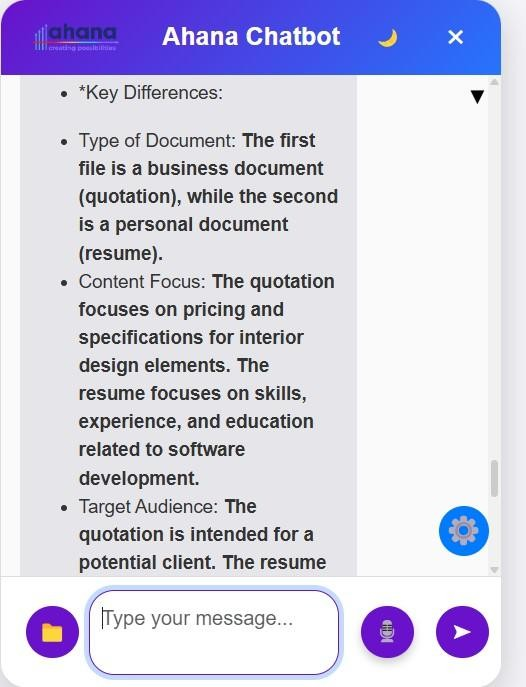 ahana
creating possibilities
Ahana Chatbot
*Key Differences:
Type of Document: The first
file is a business document
(quotation), while the second
is a personal document
(resume).
Content Focus: The quotation
focuses on pricing and
specifications for interior
design elements. The
resume focuses on skills,
experience, and education
related to software
development.
Target Audience: The
quotation is intended for a
potential client. The resume
Type your message...